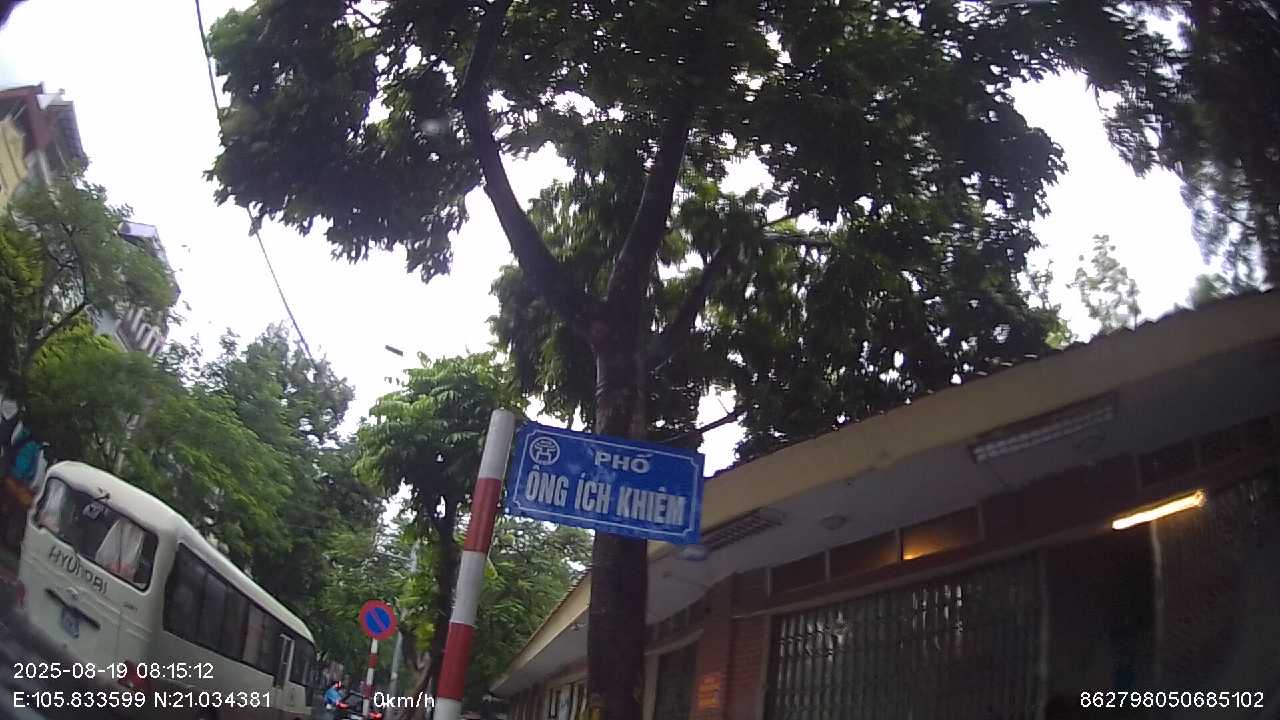 PHỐ
ÔNG ÍCH KHIÊM
HYUNDAI
2025-08-19 08:15:12
E:105.833599 N:21.034381 0km/h
862798050685102